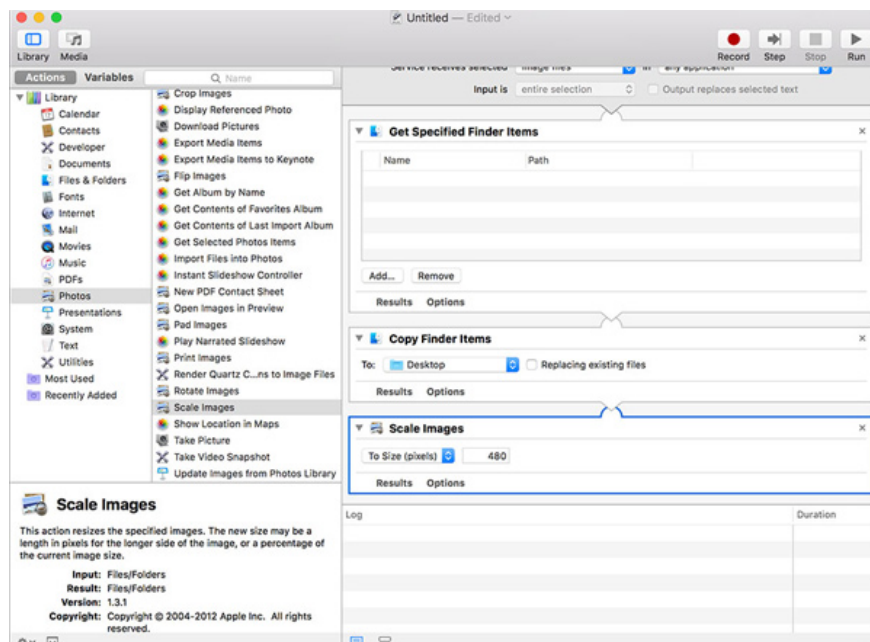 Untitled — Edited
Library Media Record Step Stop Run
Actions Variables Name
Library
Calendar
Contacts
Developer
Documents
Files & Folders
Fonts
Internet
Mail
Movies
Music
PDFs
Photos
Presentations
System
Text
Utilities
Most Used
Recently Added
Crop Images
Display Referenced Photo
Download Pictures
Export Media Items
Export Media Items to Keynote
Flip Images
Get Album by Name
Get Contents of Favorites Album
Get Contents of Last Import Album
Get Selected Photos Items
Import Files into Photos
Instant Slideshow Controller
New PDF Contact Sheet
Open Images in Preview
Pad Images
Play Narrated Slideshow
Print Images
Render Quartz C...ns to Image Files
Rotate Images
Scale Images
Show Location in Maps
Take Picture
Take Video Snapshot
Update Images from Photos Library
Scale Images
This action resizes the specified images. The new size may be a
length in pixels for the longer side of the image, or a percentage of
the current image size.
Input: Files/Folders
Result: Files/Folders
Version: 1.3.1
Copyright: Copyright © 2004-2012 Apple Inc. All rights
reserved.
Service receives selected image files in any application
Input is entire selection Output replaces selected text
Get Specified Finder Items
Name Path
Add... Remove
Results Options
Copy Finder Items
To: Desktop Replacing existing files
Results Options
Scale Images
To Size (pixels) 480
Results Options
Log Duration